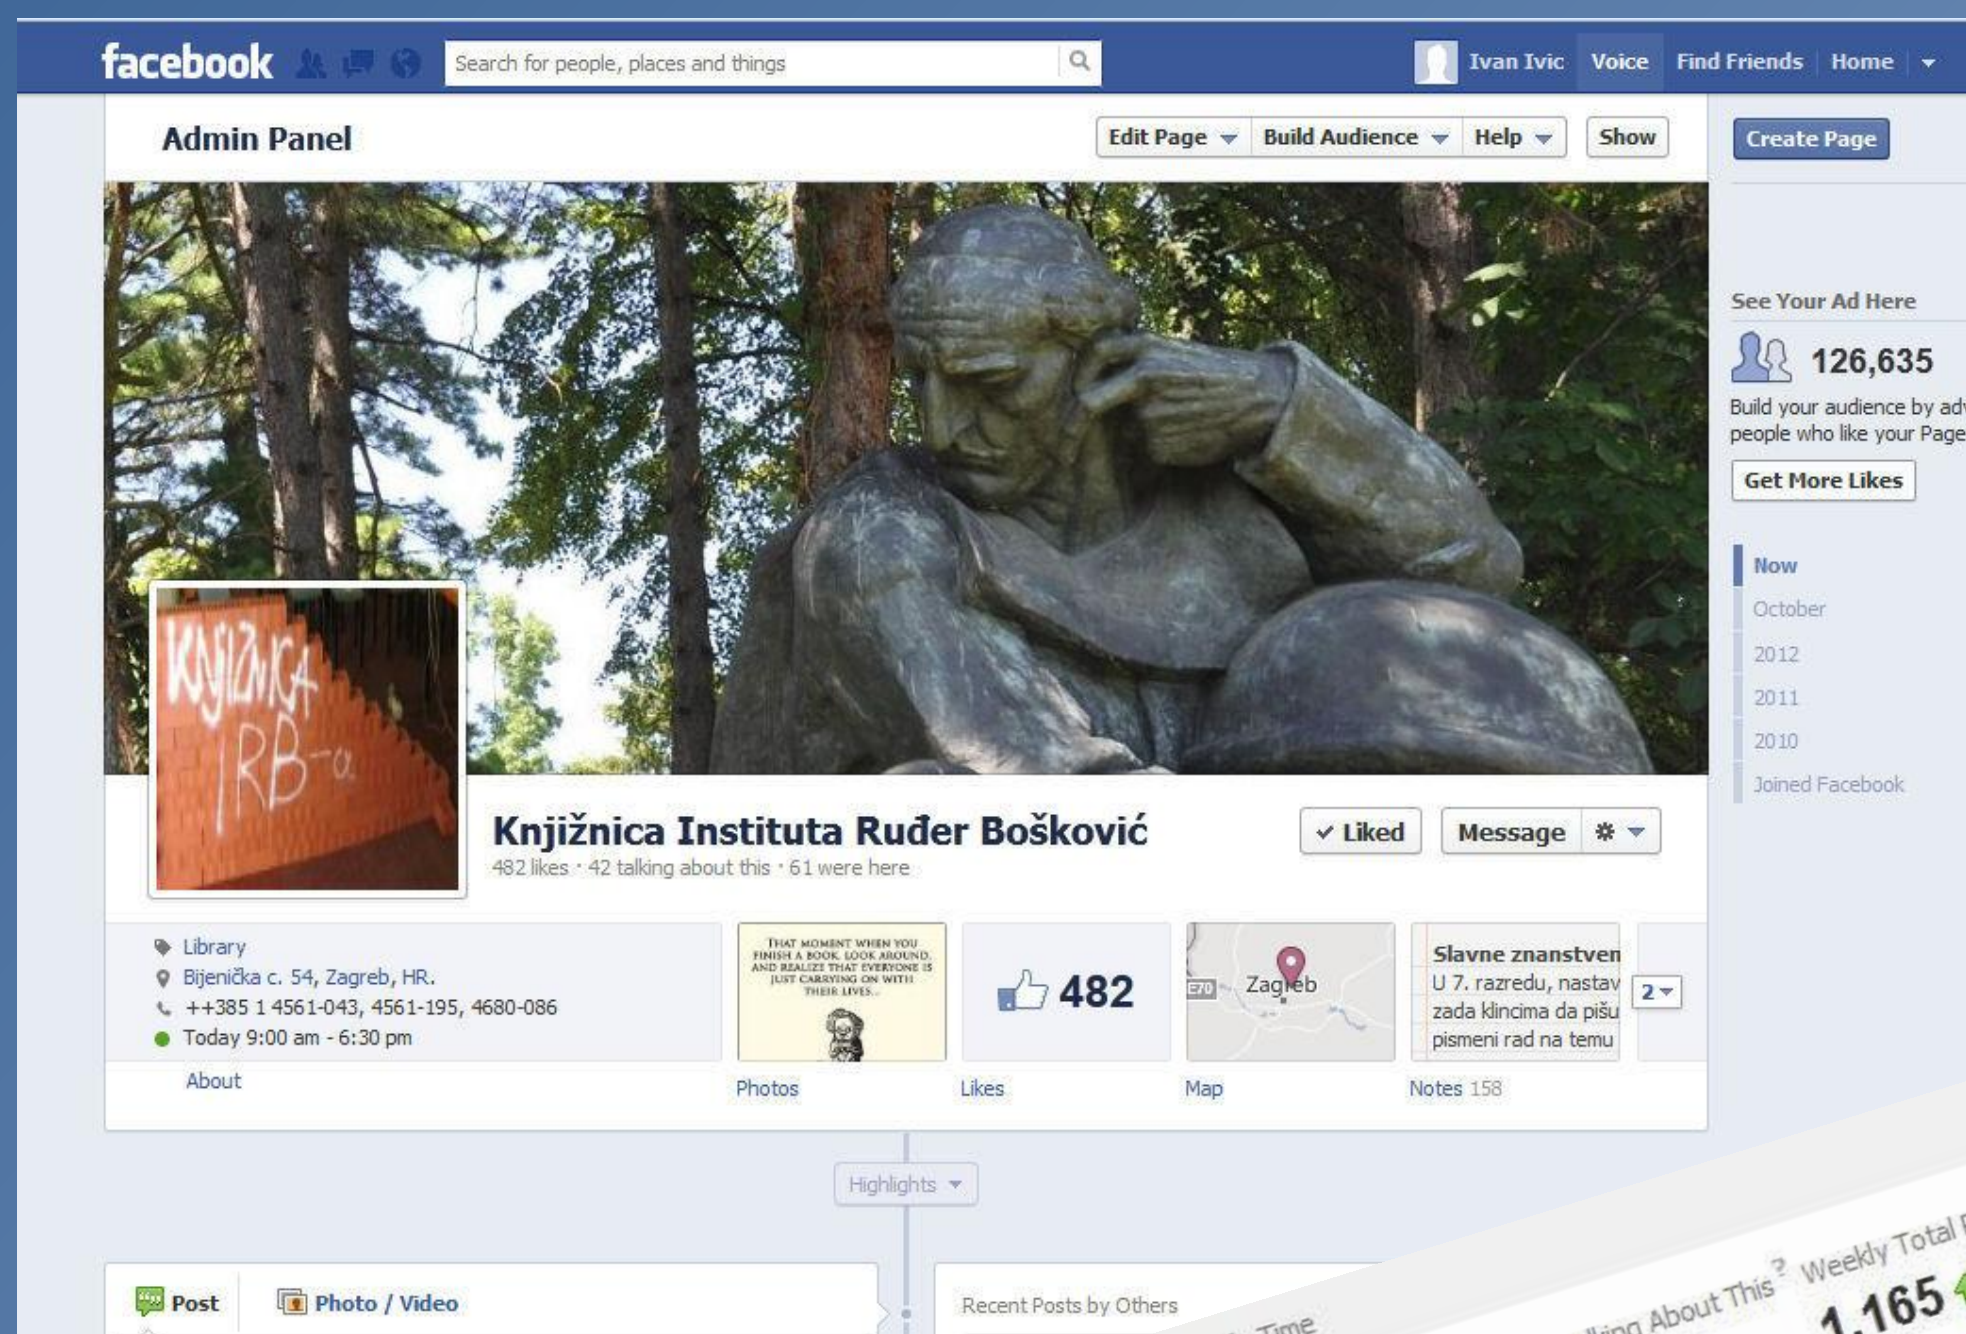 facebook
Search for people, places and things
Ivan Ivic Voice Find Friends Home
Admin Panel
Edit Page Build Audience Help Show
Create Page
See Your Ad Here
126,635
Build your audience by
people who like your Page
Get More Likes
Now
October
2012
2011
2010
Joined Facebook
KNJIŽNICA
IRB-a
Knjižnica Instituta Ruđer Bošković
482 likes · 42 talking about this · 61 were here
Liked Message
Library
Bijenička c. 54, Zagreb, HR.
++385 1 4561-043, 4561-195, 4680-086
Today 9:00 am - 6:30 pm
About
THAT MOMENT WHEN YOU
FINISH A BOOK, LOOK AROUND,
AND REALIZE THAT EVERYONE IS
JUST CARRYING ON WITH
THEIR LIVES...
Photos
482
Likes
E70
Zagreb
Map
Slavne znanstven
U 7. razredu, nastav
zada klincima da pišu
pismeni rad na temu
2
Notes 158
Highlights
Post Photo / Video
Recent Posts by Others
Time
About This ? Weekly Total
1,165